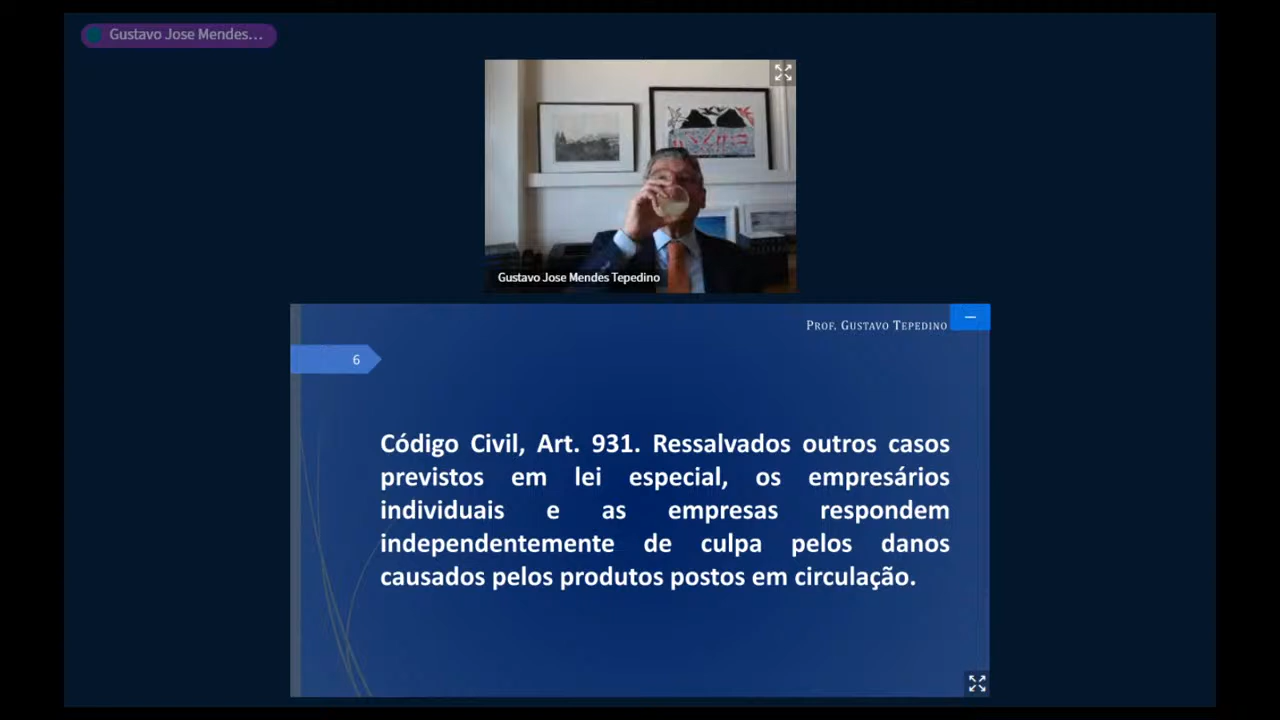 Gustavo Jose Mendes...
Gustavo Jose Mendes Tepedino
PROF. GUSTAVO TEPEDINO
6
Código Civil, Art. 931. Ressalvados outros casos
previstos em lei especial, os empresários
individuais e as empresas respondem
independentemente de culpa pelos danos
causados pelos produtos postos em circulação.